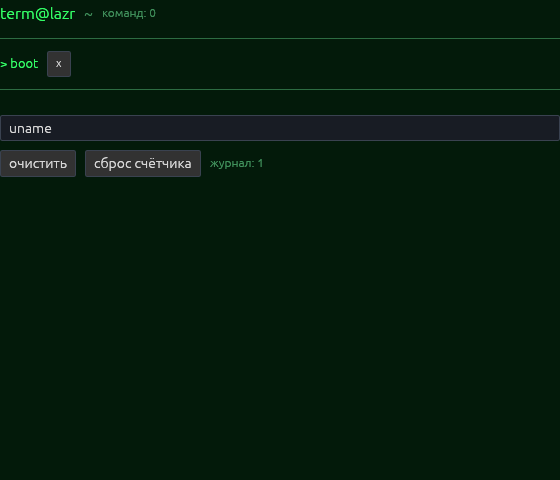 term@lazr ~ команд: 0
> boot x
uname
очистить сброс счётчика журнал: 1